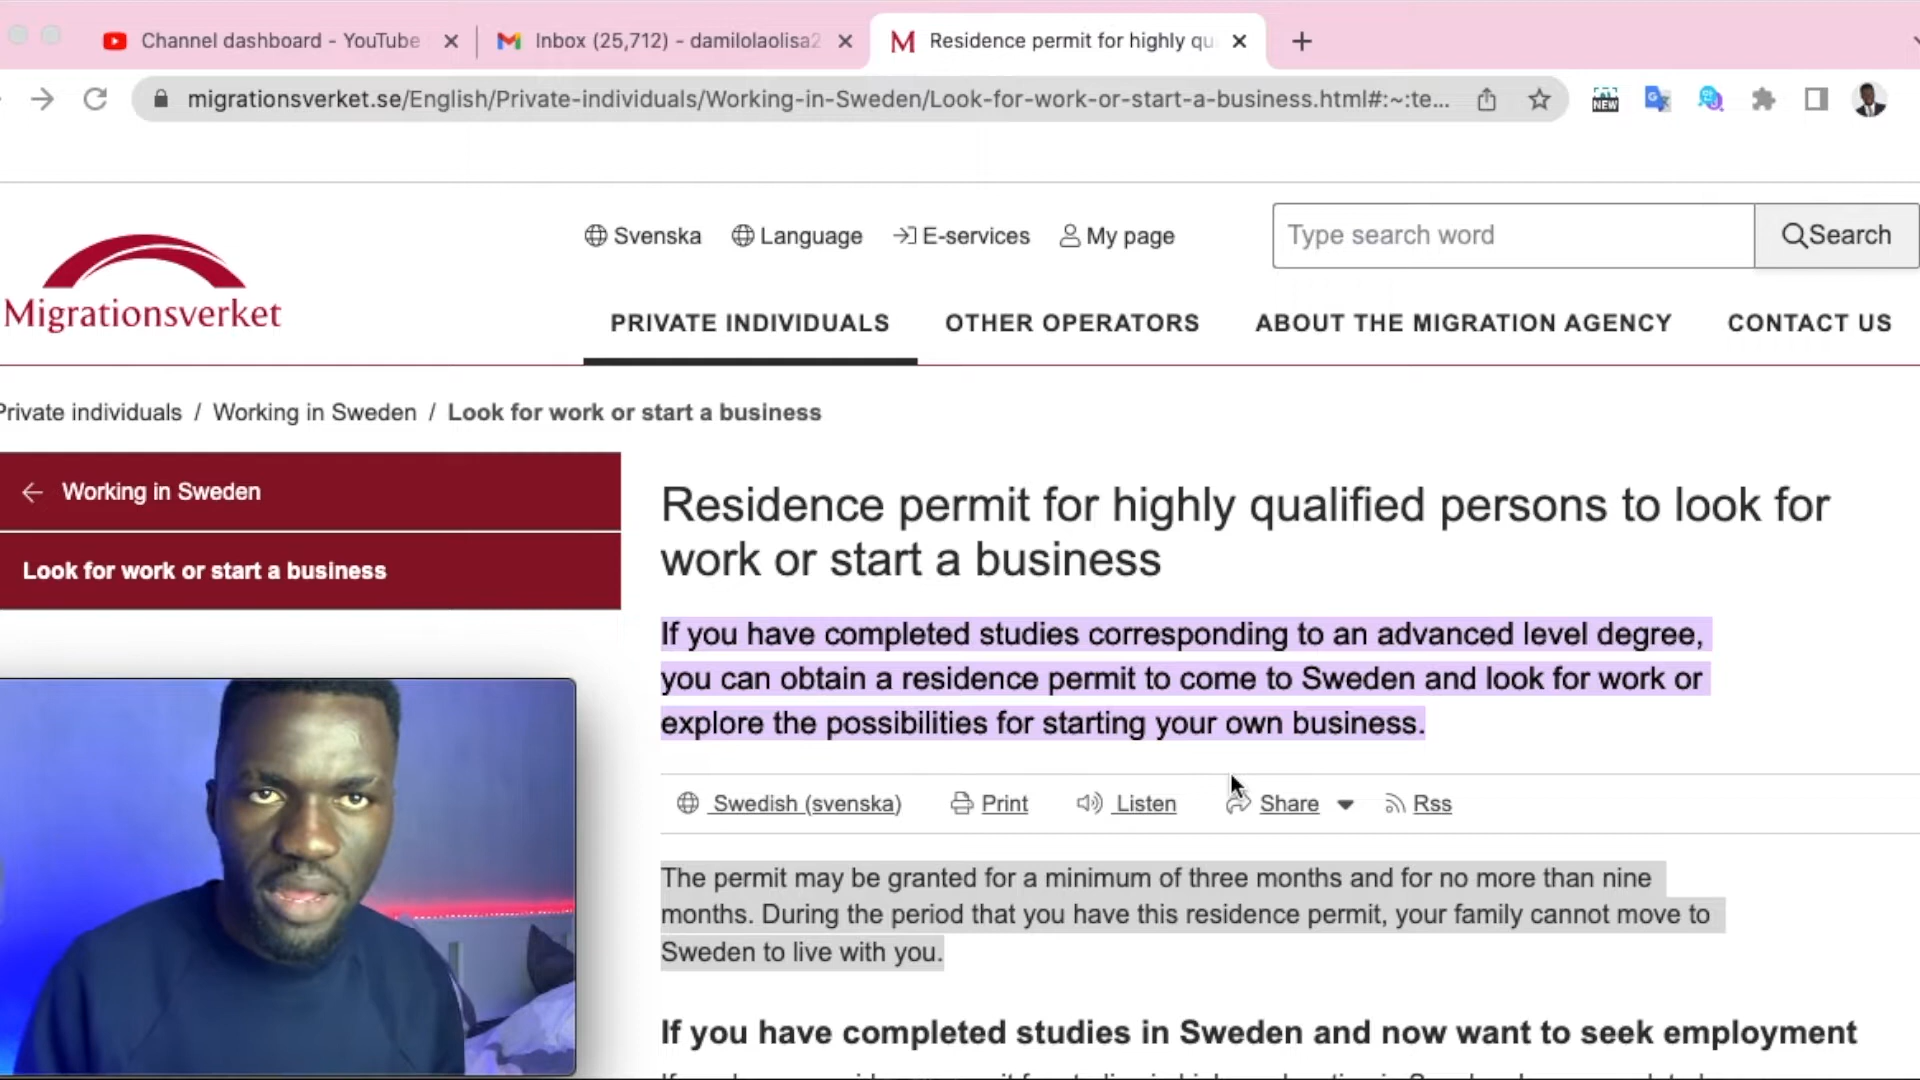 Channel dashboard - YouTube
Inbox (25,712) - damilolaolisa2
Residence permit for highly qu
migrationsverket.se/English/Private-individuals/Working-in-Sweden/Look-for-work-or-start-a-business.html#:~:te...
NEW
Svenska
Language
E-services
My page
Type search word
Search
Migrationsverket
PRIVATE INDIVIDUALS
OTHER OPERATORS
ABOUT THE MIGRATION AGENCY
CONTACT US
Private individuals / Working in Sweden / Look for work or start a business
Working in Sweden
Look for work or start a business
Residence permit for highly qualified persons to look for
work or start a business
If you have completed studies corresponding to an advanced level degree,
you can obtain a residence permit to come to Sweden and look for work or
explore the possibilities for starting your own business.
Swedish (svenska)
Print
Listen
Share
Rss
The permit may be granted for a minimum of three months and for no more than nine
months. During the period that you have this residence permit, your family cannot move to
Sweden to live with you.
If you have completed studies in Sweden and now want to seek employment